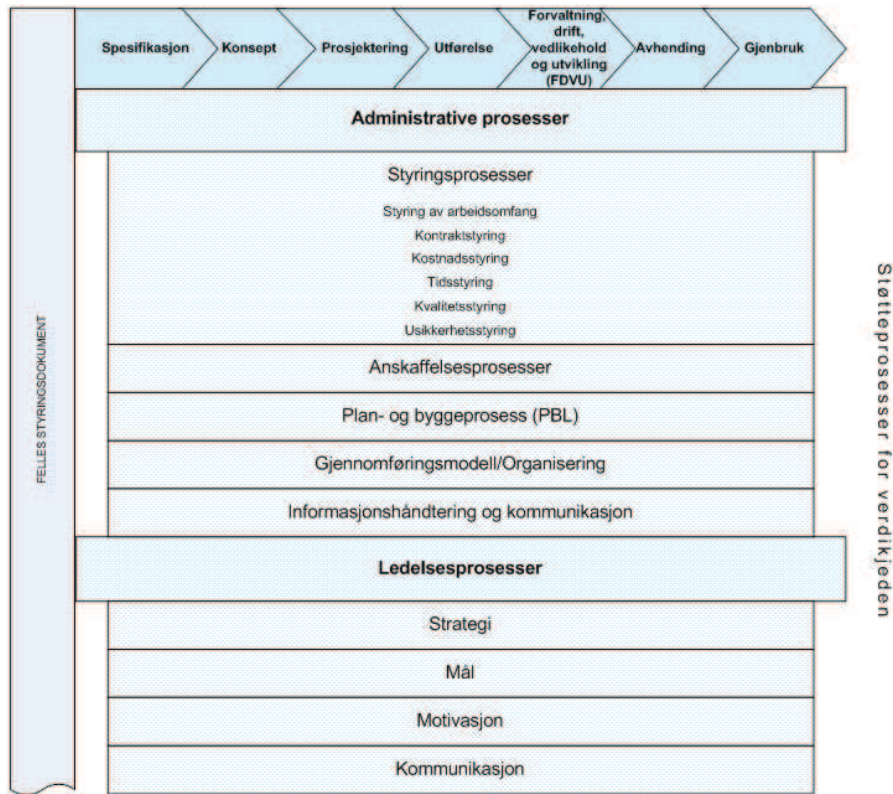 Spesifikasjon
Konsept
Prosjektering
Utførelse
Forvaltning,
drift,
vedlikehold
og utvikling
(FDVU)
Avhending
Gjenbruk
Administrative prosesser
Styringsprosesser
Styring av arbeidsomfang
Kontraktstyring
Kostnadsstyring
Tidsstyring
Kvalitetsstyring
Usikkerhetsstyring
Anskaffelsesprosesser
Plan- og byggeprosess (PBL)
Gjennomføringsmodell/Organisering
Informasjonshåndtering og kommunikasjon
Ledelsesprosesser
Strategi
Mål
Motivasjon
Kommunikasjon
FELLES STYRINGSDOKUMENT
Støtteprosesser for verdikjeden